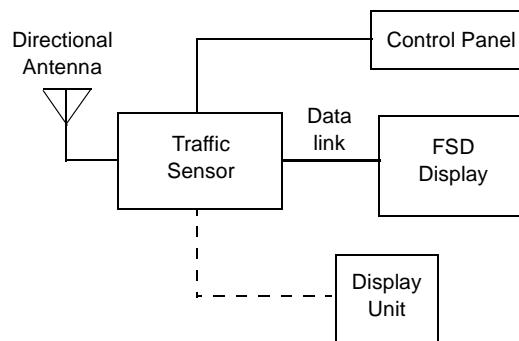 Directional
Antenna
Control Panel
Traffic
Sensor
Data
link
FSD
Display
Display
Unit